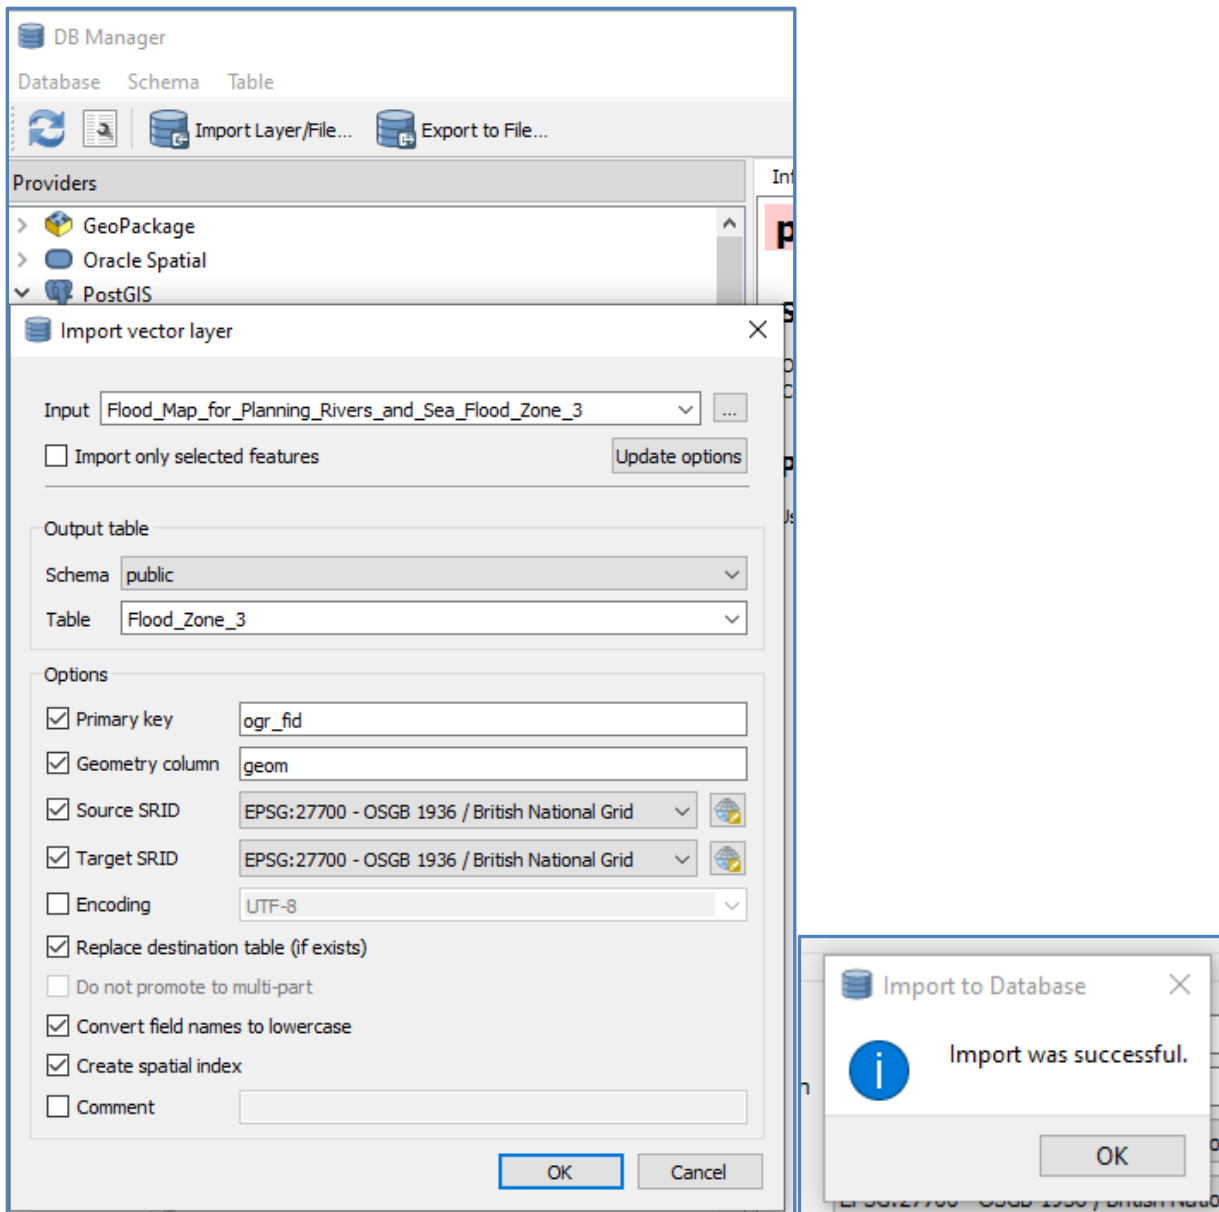 DB Manager
Database Schema Table
Import Layer/File... Export to File...
Providers
GeoPackage
Oracle Spatial
PostGIS
Import vector layer
Input Flood_Map_for_Planning_Rivers_and_Sea_Flood_Zone_3 ...
Import only selected features Update options
Output table
Schema public
Table Flood_Zone_3
Options
Primary key ogr_fid
Geometry column geom
Source SRID EPSG:27700 - OSGB 1936 / British National Grid
Target SRID EPSG:27700 - OSGB 1936 / British National Grid
Encoding UTF-8
Replace destination table (if exists)
Do not promote to multi-part
Convert field names to lowercase
Create spatial index
Comment
OK Cancel
Import to Database
Import was successful.
OK